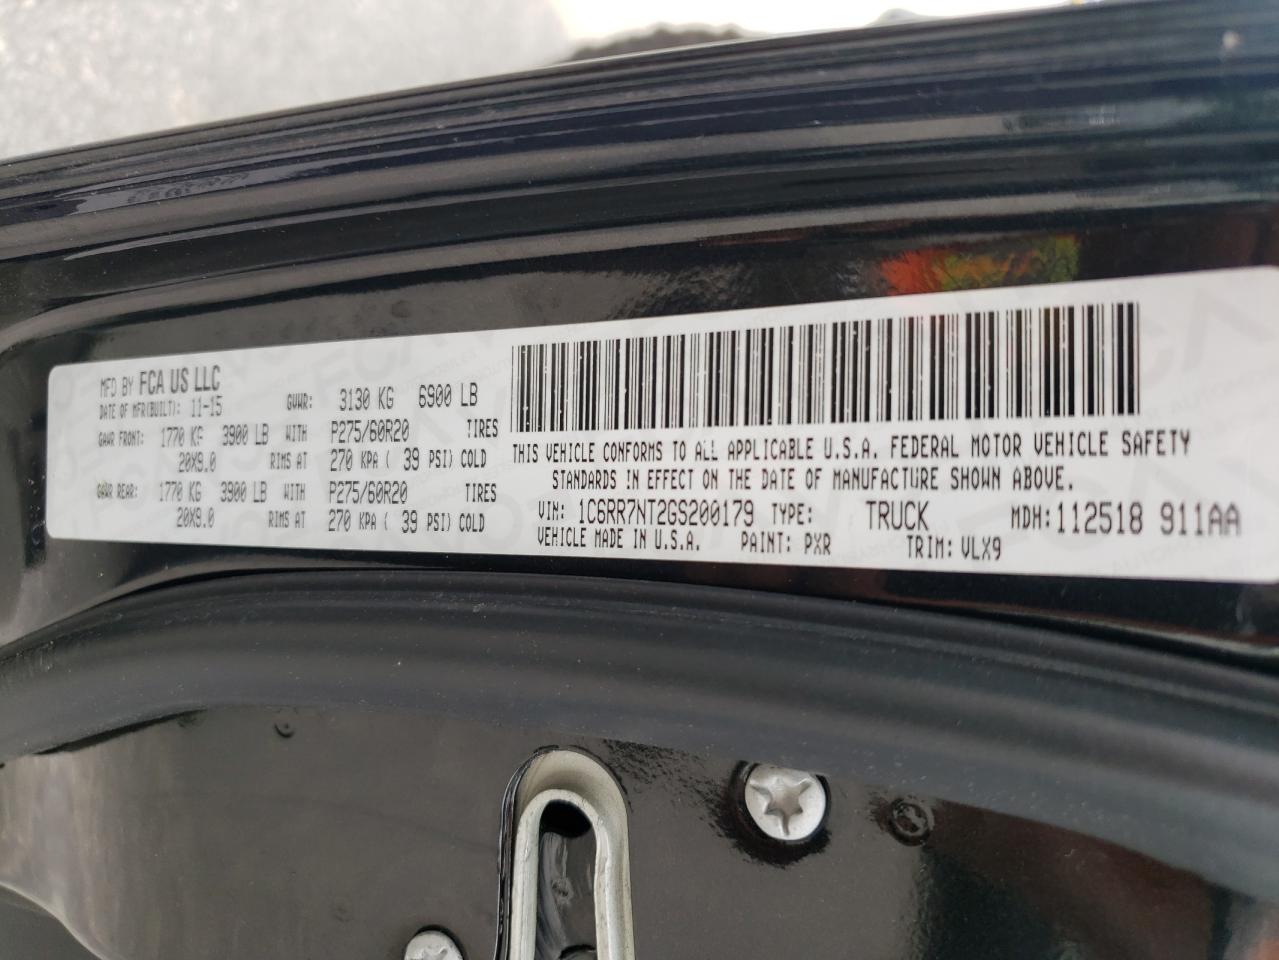 MFD BY FCA US LLC
DATE OF MFR(BUILT): 11-15 GVWR: 3130 KG 6900 LB
GAWR FRONT: 1770 KG 3900 LB WITH P275/60R20 TIRES
20X9.0 RIMS AT 270 KPA ( 39 PSI) COLD
GAWR REAR: 1770 KG 3900 LB WITH P275/60R20 TIRES
20X9.0 RIMS AT 270 KPA ( 39 PSI) COLD
THIS VEHICLE CONFORMS TO ALL APPLICABLE U.S.A. FEDERAL MOTOR VEHICLE SAFETY
STANDARDS IN EFFECT ON THE DATE OF MANUFACTURE SHOWN ABOVE.
VIN: 1C6RR7NT2GS200179 TYPE: TRUCK MDH:112518 911AA
VEHICLE MADE IN U.S.A. PAINT: PXR TRIM: VLX9